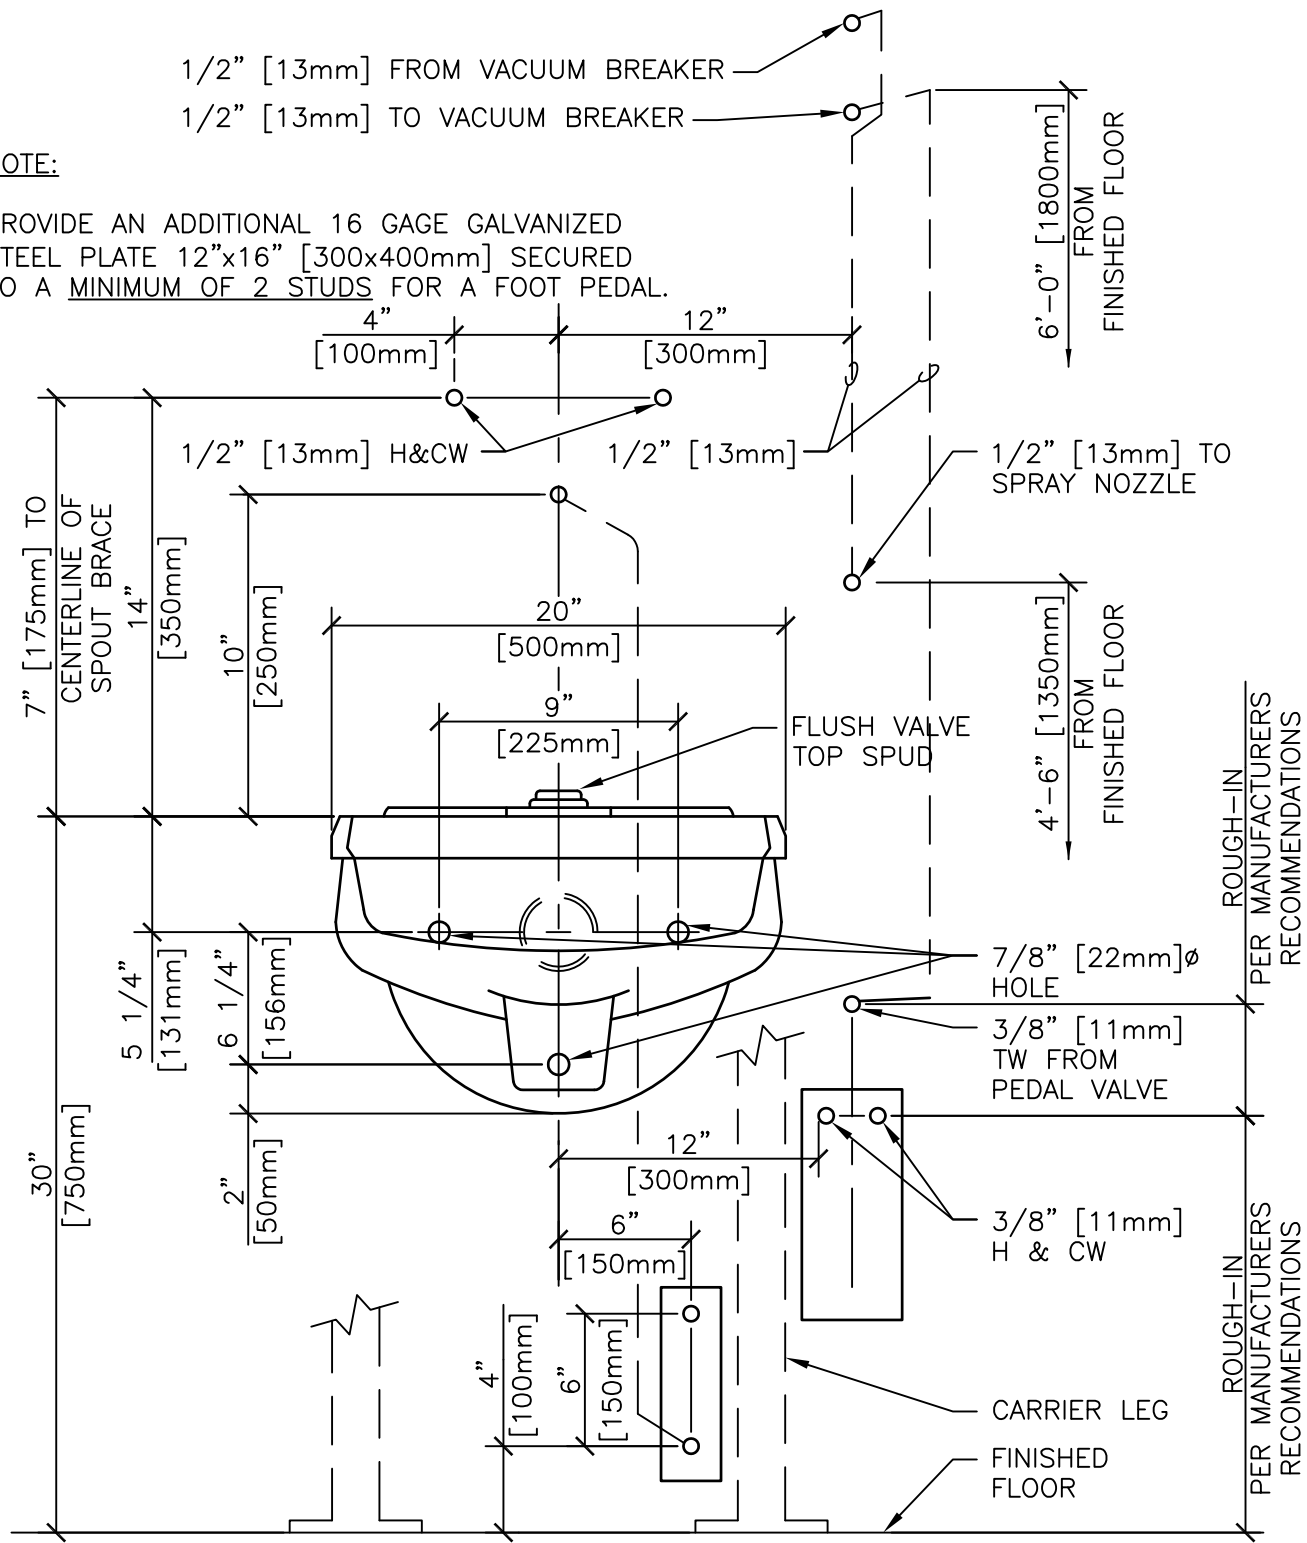 1/2" [13mm] FROM VACUUM BREAKER
1/2" [13mm] TO VACUUM BREAKER
OTE:
ROVIDE AN ADDITIONAL 16 GAGE GALVANIZED
TEEL PLATE 12"x16" [300x400mm] SECURED
O A MINIMUM OF 2 STUDS FOR A FOOT PEDAL.
6'-0" [1800mm]
FROM
FINISHED FLOOR
4"
[100mm]
12"
[300mm]
1/2" [13mm] H&CW
1/2" [13mm]
1/2" [13mm] TO
SPRAY NOZZLE
7" [175mm] TO
CENTERLINE OF
SPOUT BRACE
14"
[350mm]
10"
[250mm]
20"
[500mm]
9"
[225mm]
FLUSH VALVE
TOP SPUD
4'-6" [1350mm]
FROM
FINISHED FLOOR
ROUGH-IN
PER MANUFACTURERS
RECOMMENDATIONS
5 1/4"
[131mm]
6 1/4"
[156mm]
7/8" [22mm]ø
HOLE
3/8" [11mm]
TW FROM
PEDAL VALVE
30"
[750mm]
2"
[50mm]
12"
[300mm]
6"
[150mm]
3/8" [11mm]
H & CW
ROUGH-IN
PER MANUFACTURERS
RECOMMENDATIONS
4"
[100mm]
6"
[150mm]
CARRIER LEG
FINISHED
FLOOR